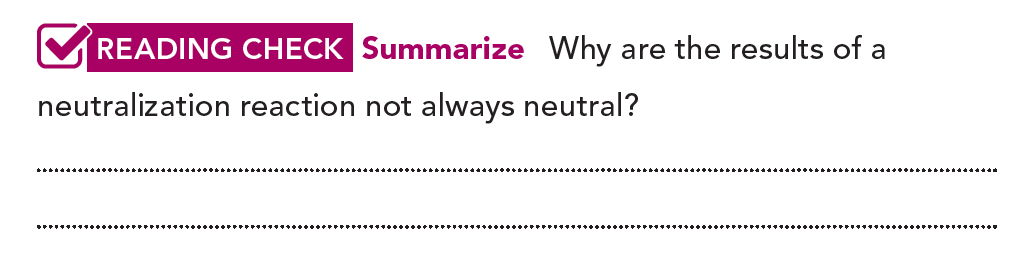 READING CHECK Summarize Why are the results of a
neutralization reaction not always neutral?